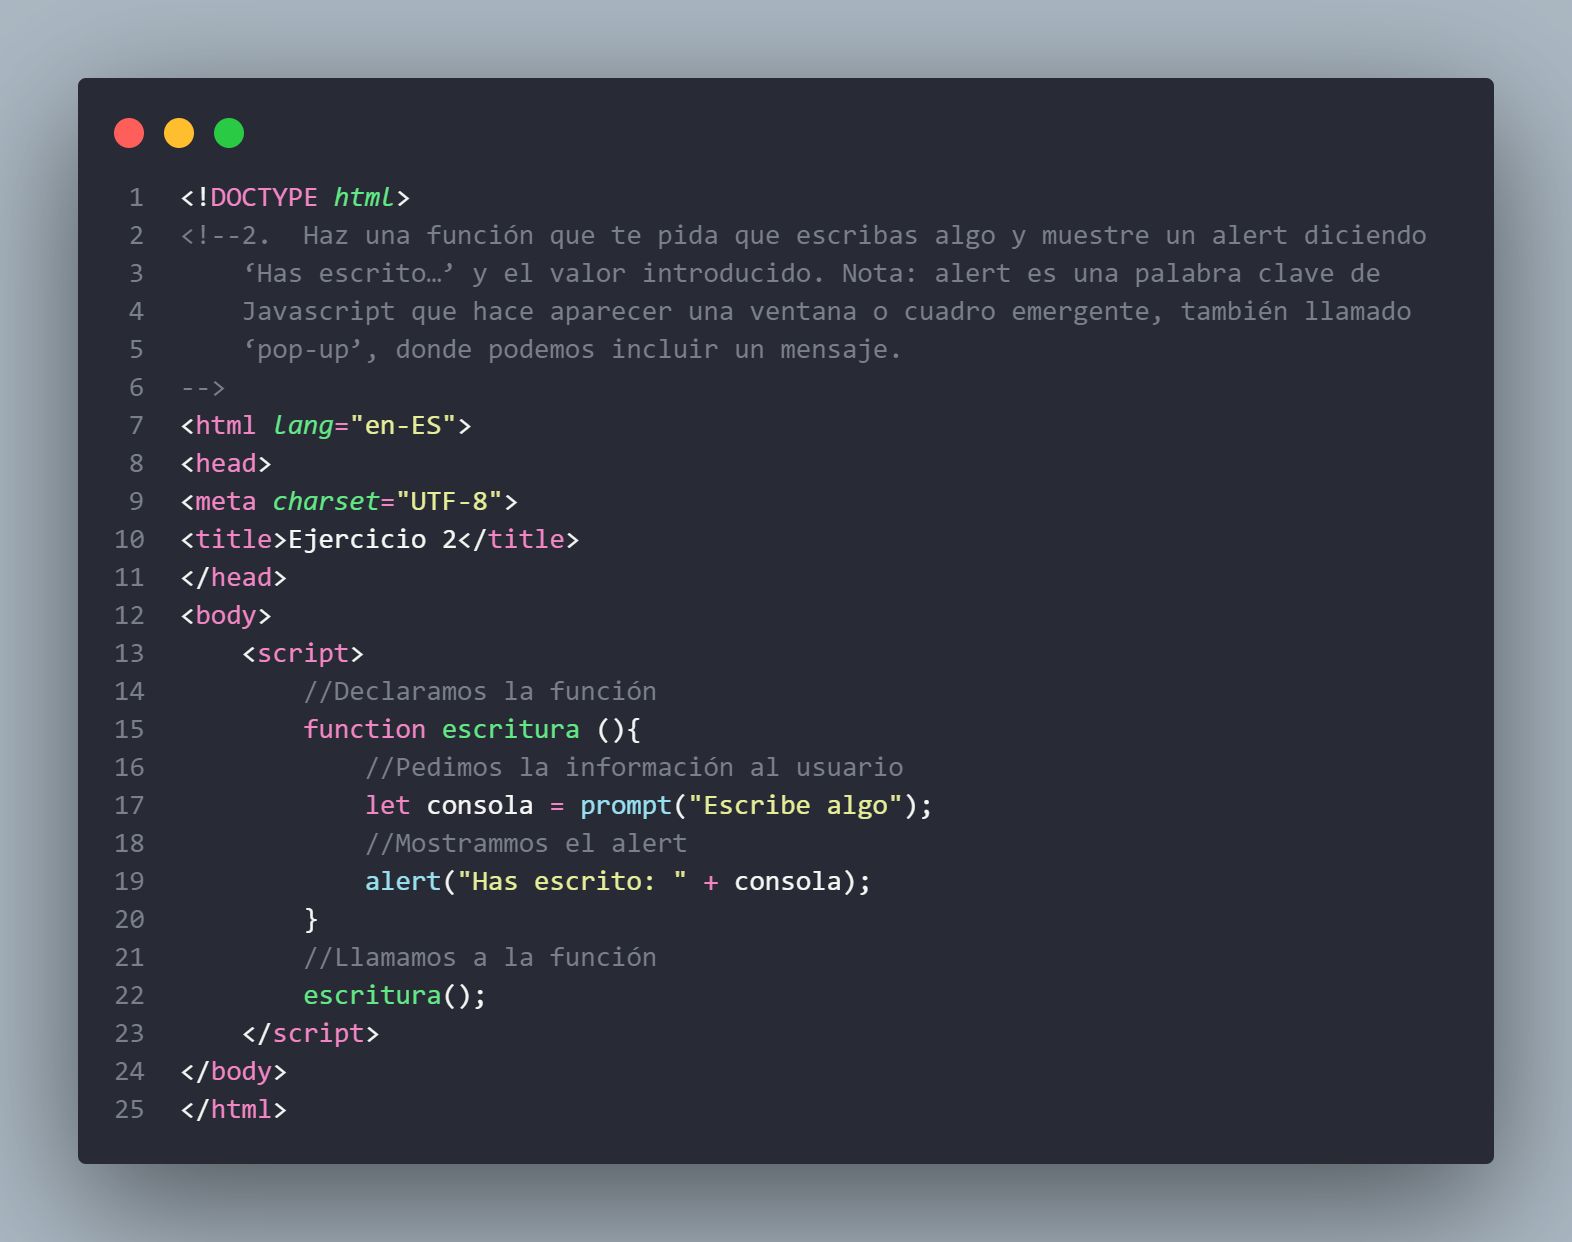 1 <!DOCTYPE html>
2 <!--2.  Haz una función que te pida que escribas algo y muestre un alert diciendo
3     ‘Has escrito…’ y el valor introducido. Nota: alert es una palabra clave de
4     Javascript que hace aparecer una ventana o cuadro emergente, también llamado
5     ‘pop-up’, donde podemos incluir un mensaje.
6 -->
7 <html lang="en-ES">
8 <head>
9 <meta charset="UTF-8">
10 <title>Ejercicio 2</title>
11 </head>
12 <body>
13     <script>
14         //Declaramos la función
15         function escritura (){
16             //Pedimos la información al usuario
17             let consola = prompt("Escribe algo");
18             //Mostrammos el alert
19             alert("Has escrito: " + consola);
20         }
21         //Llamamos a la función
22         escritura();
23     </script>
24 </body>
25 </html>